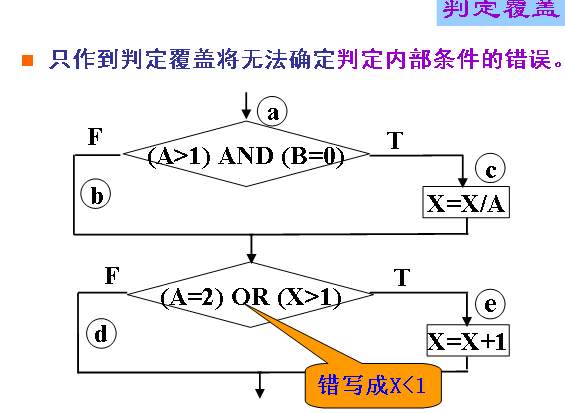 判定覆盖
只作到判定覆盖将无法确定判定内部条件的错误。
a
F
(A>1) AND (B=0)
T
b
c
X=X/A
F
(A=2) OR (X>1)
T
d
e
X=X+1
错写成X<1